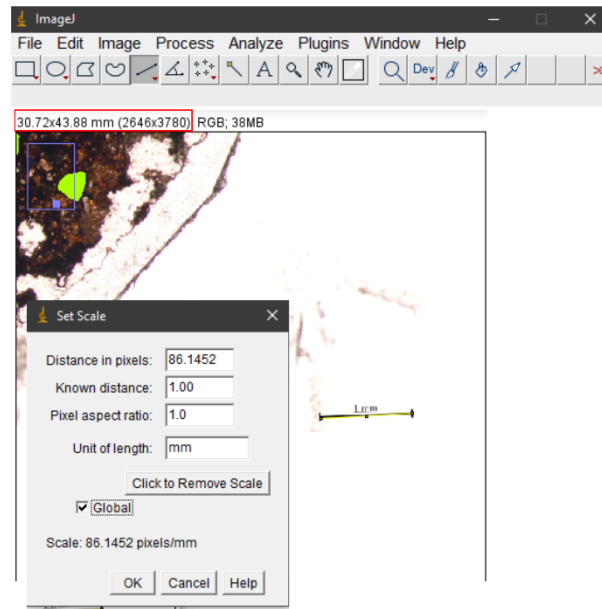 ImageJ
File Edit Image Process Analyze Plugins Window Help
A Dev >>
30.72x43.88 mm (2646x3780) RGB; 38MB
1 mm
Set Scale
Distance in pixels: 86.1452
Known distance: 1.00
Pixel aspect ratio: 1.0
Unit of length: mm
Click to Remove Scale
Global
Scale: 86.1452 pixels/mm
OK Cancel Help